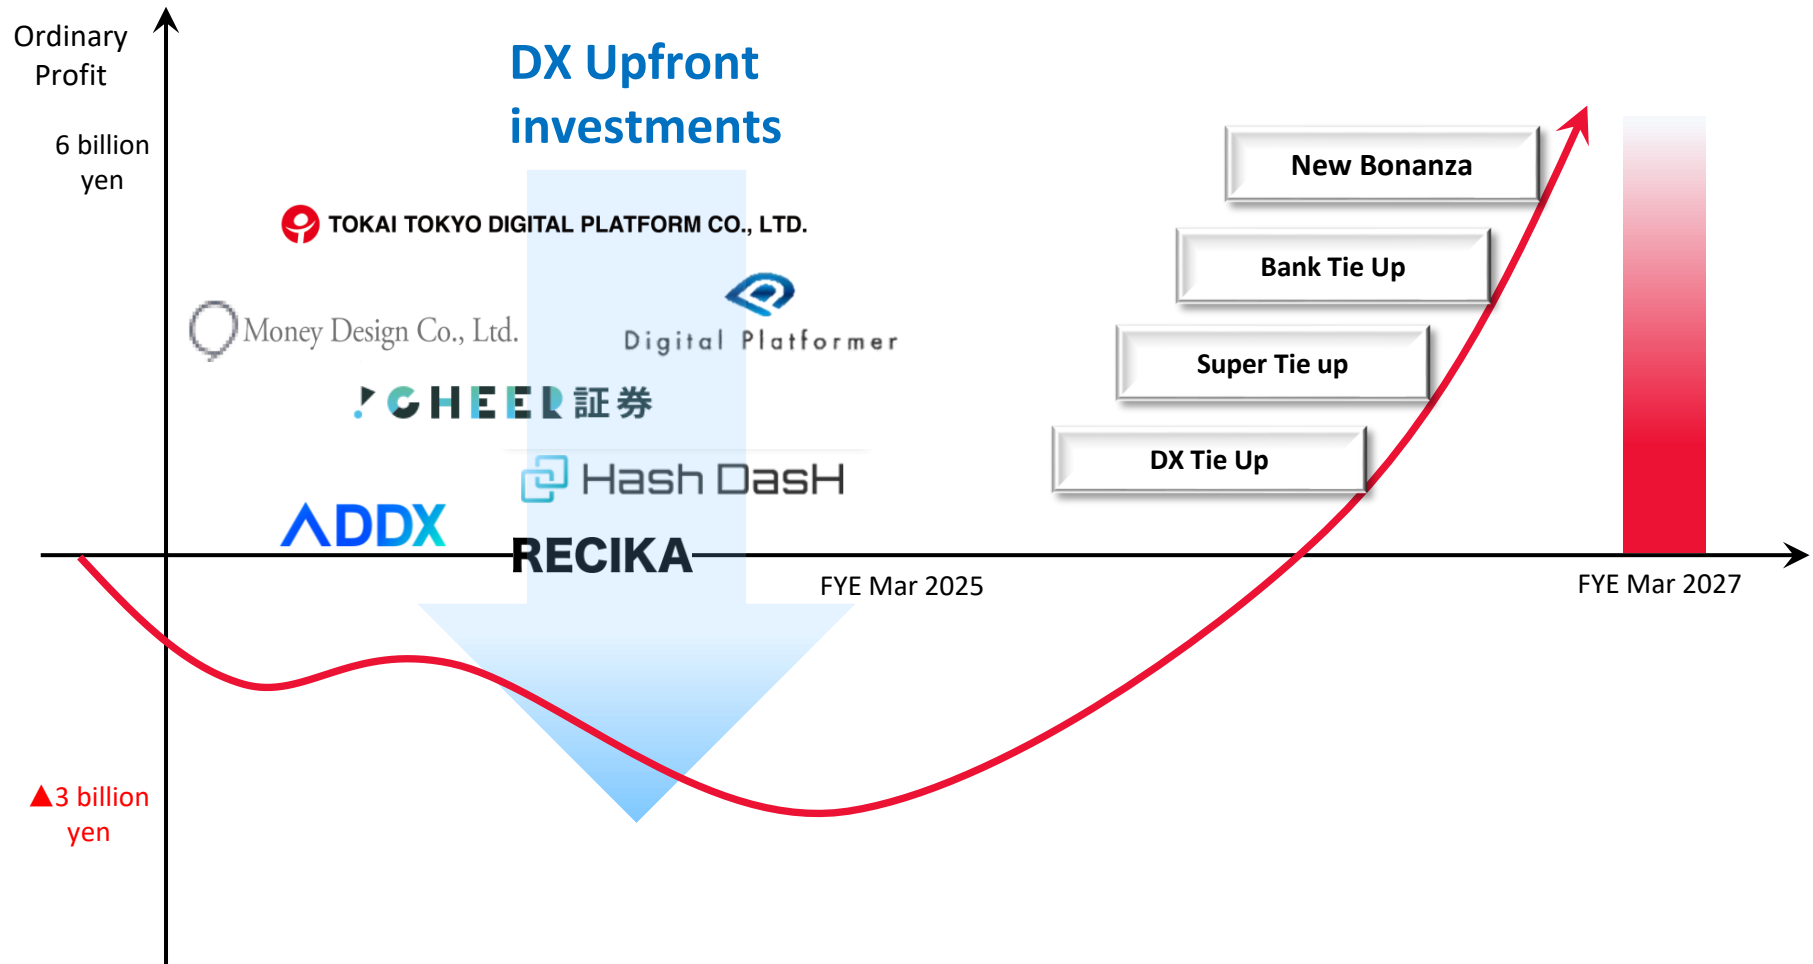 Ordinary
Profit
6 billion
yen
DX Upfront
investments
TOKAI TOKYO DIGITAL PLATFORM CO., LTD.
Money Design Co., Ltd.
Digital Platformer
CHEER証券
Hash DasH
ADDX
RECIKA
New Bonanza
Bank Tie Up
Super Tie up
DX Tie Up
FYE Mar 2025
FYE Mar 2027
▲3 billion
yen